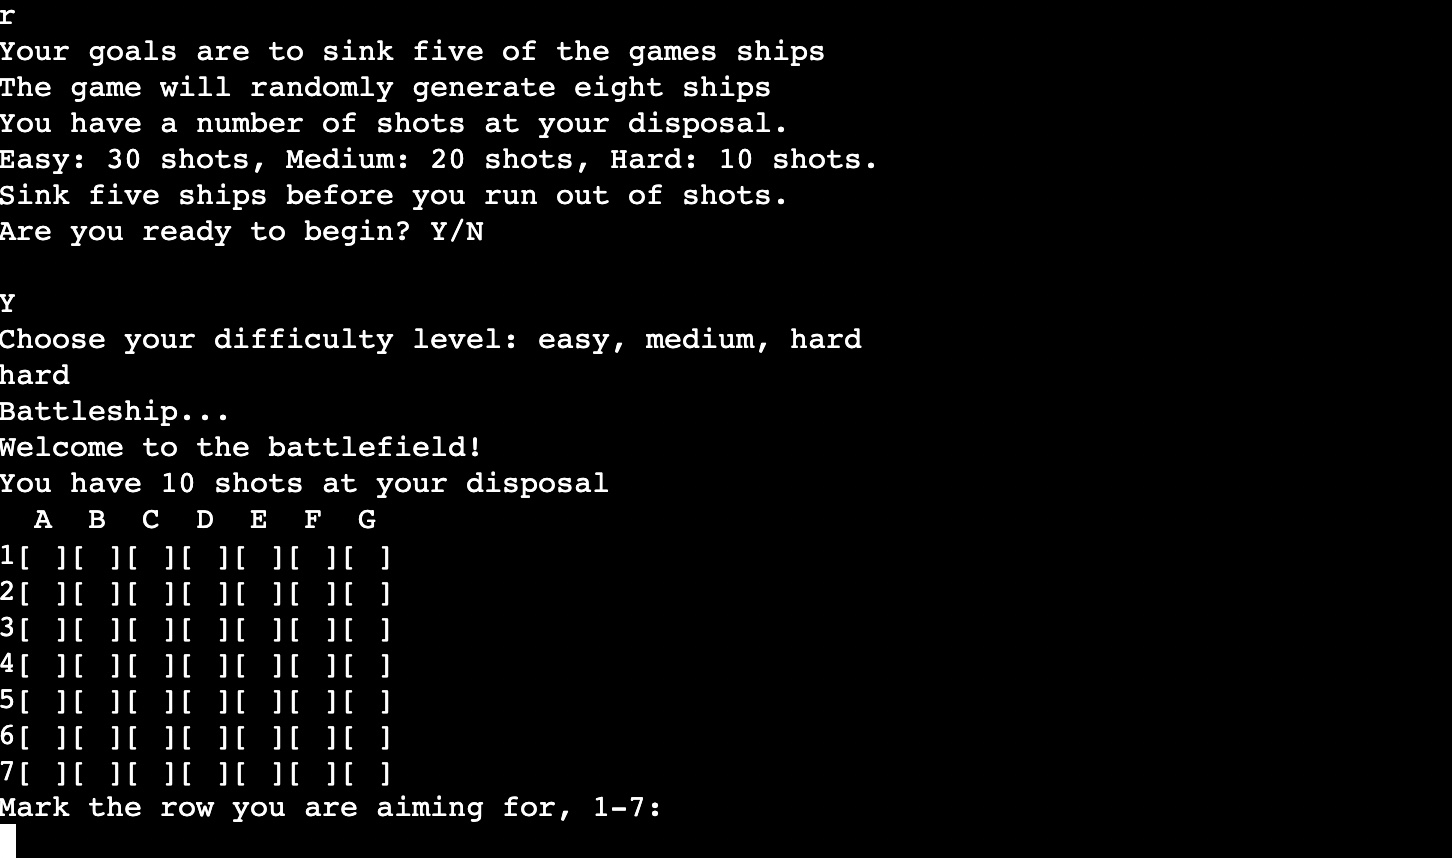 r
Your goals are to sink five of the games ships
The game will randomly generate eight ships
You have a number of shots at your disposal.
Easy: 30 shots, Medium: 20 shots, Hard: 10 shots.
Sink five ships before you run out of shots.
Are you ready to begin? Y/N
Y
Choose your difficulty level: easy, medium, hard
hard
Battleship...
Welcome to the battlefield!
You have 10 shots at your disposal
  A  B  C  D  E  F  G
1[ ][ ][ ][ ][ ][ ][ ]
2[ ][ ][ ][ ][ ][ ][ ]
3[ ][ ][ ][ ][ ][ ][ ]
4[ ][ ][ ][ ][ ][ ][ ]
5[ ][ ][ ][ ][ ][ ][ ]
6[ ][ ][ ][ ][ ][ ][ ]
7[ ][ ][ ][ ][ ][ ][ ]
Mark the row you are aiming for, 1-7: